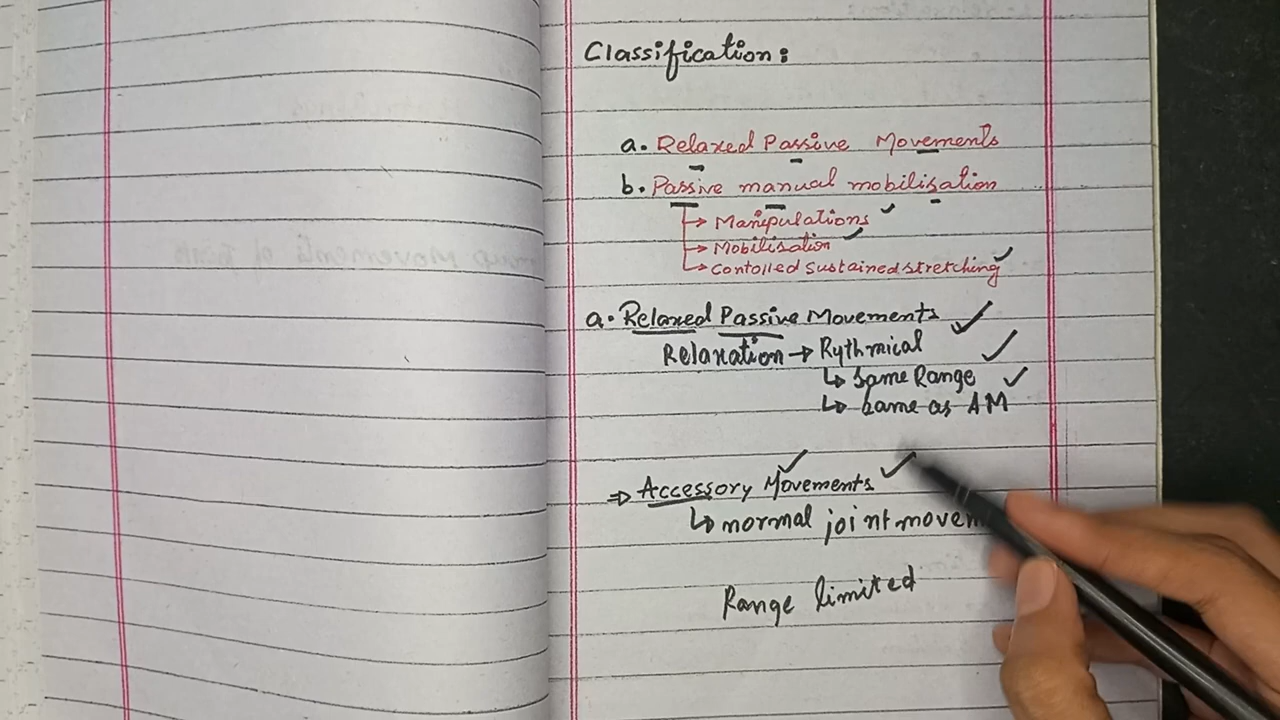 Classification:
a. Relaxed Passive Movements
b. Passive manual mobilisation
→ Manipulations
→ Mobilisation
→ Contolled sustained stretching
a. Relaxed Passive Movements
Relaxation → Rythmical
↳ Same Range
↳ Same as AM
⇒ Accessory Movements
↳ normal joint movem
Range limited